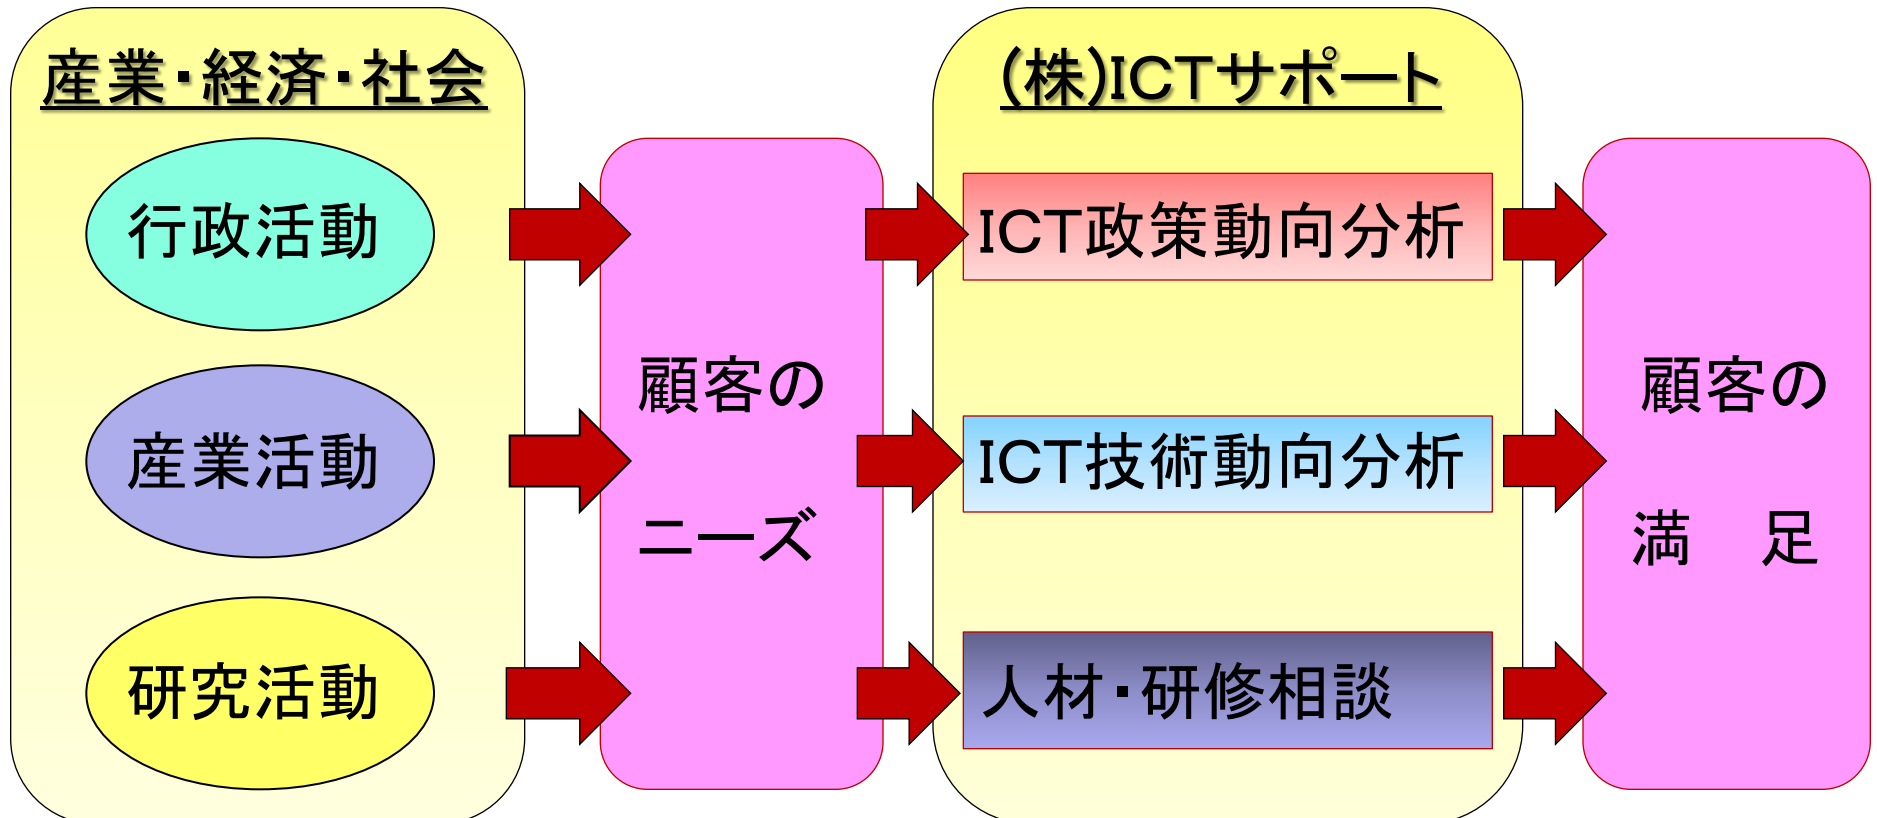 産業・経済・社会
行政活動
産業活動
研究活動
顧客の
ニーズ
(株)ICTサポート
ICT政策動向分析
ICT技術動向分析
人材・研修相談
顧客の
満　足